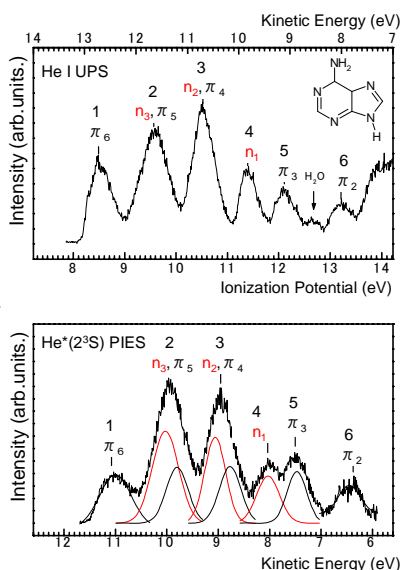 Kinetic Energy (eV)
14 13 12 11 10 9 8 7
He I UPS
Intensity (arb.units.)
1
π6
2
n3, π5
3
n2, π4
4
n1
5
π3
H2O
6
π2
NH2
N
N
N
N
H
8 9 10 11 12 13 14
Ionization Potential (eV)
He*(2³S) PIES
Intensity (arb.units.)
1
π6
2
n3, π5
3
n2, π4
4
n1
5
π3
6
π2
12 11 10 9 8 7 6
Kinetic Energy (eV)